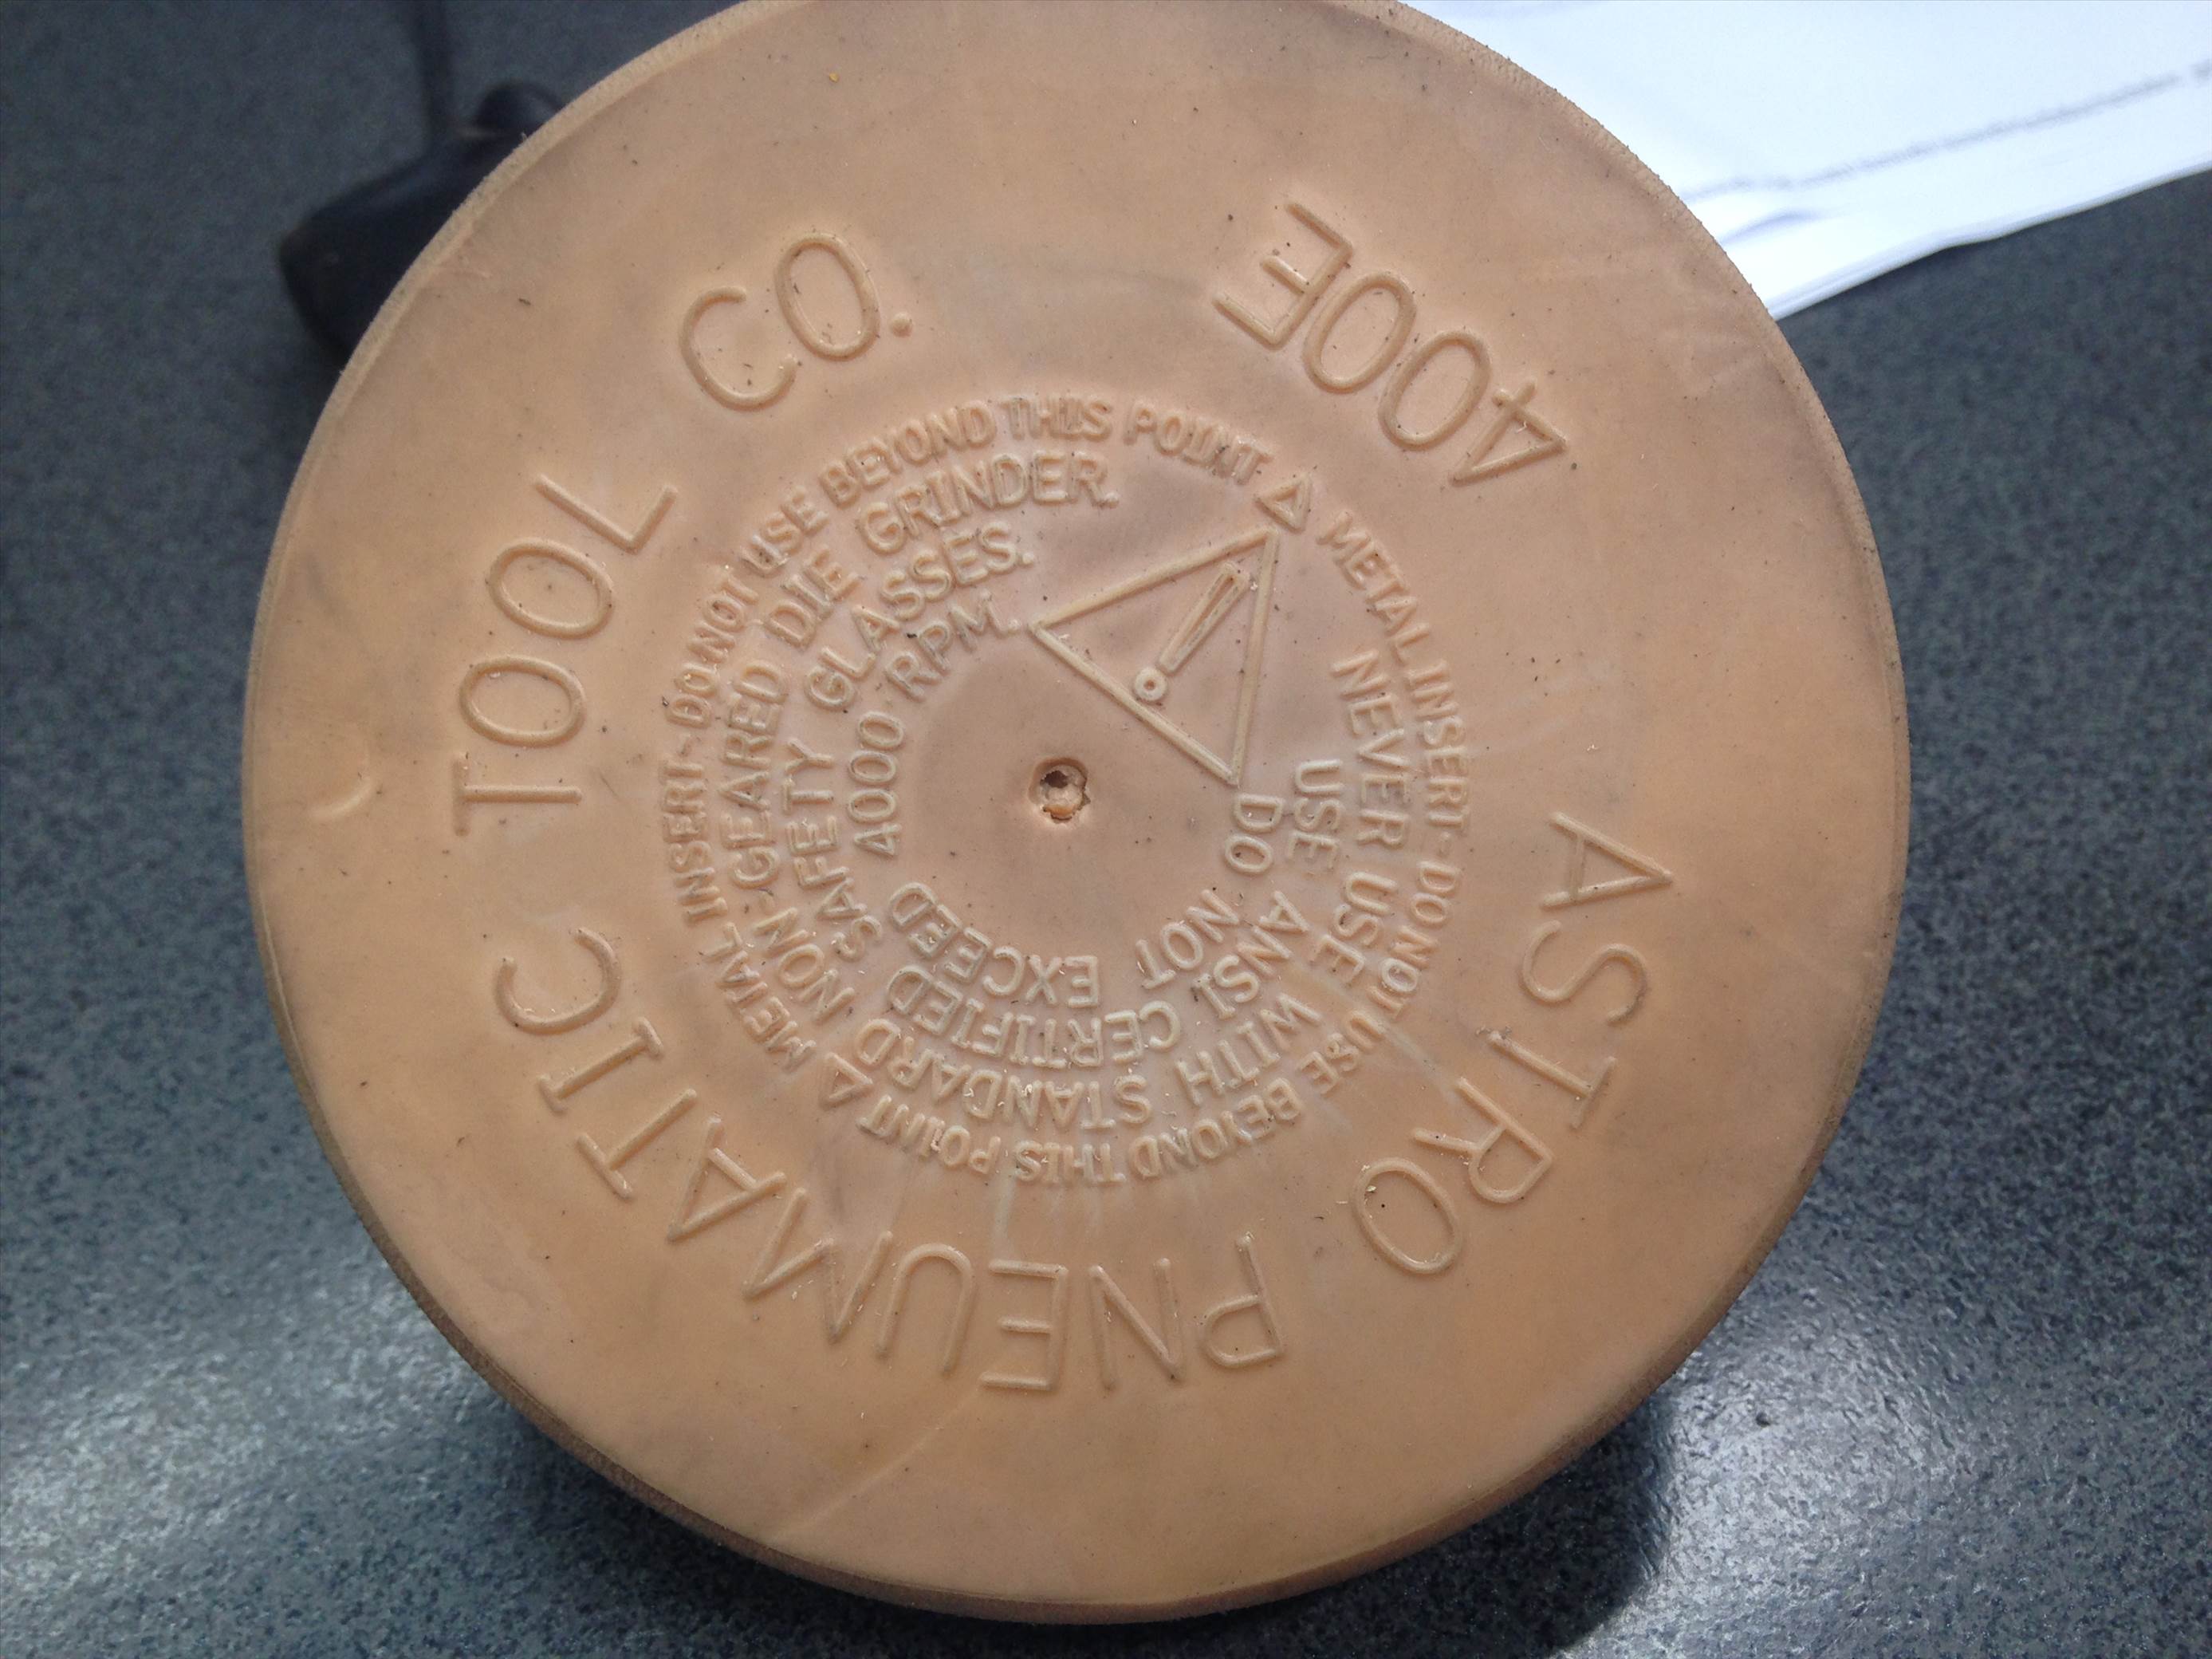 ASTRO PNEUMATIC TOOL CO.
400E
METAL INSERT~DO NOT USE BEYOND THIS POINT
METAL INSERT~DO NOT USE BEYOND THIS POINT
NEVER USE WITH STANDARD NON-GEARED DIE GRINDER.
USE ANSI CERTIFIED SAFETY GLASSES.
DO NOT EXCEED 4000 RPM.
!